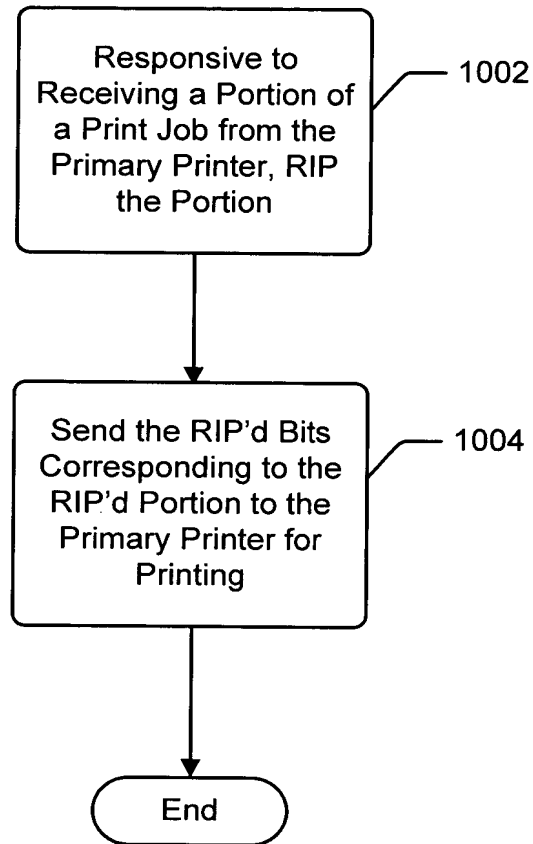 Responsive to
Receiving a Portion of
a Print Job from the
Primary Printer, RIP
the Portion
1002
Send the RIP'd Bits
Corresponding to the
RIP'd Portion to the
Primary Printer for
Printing
1004
End